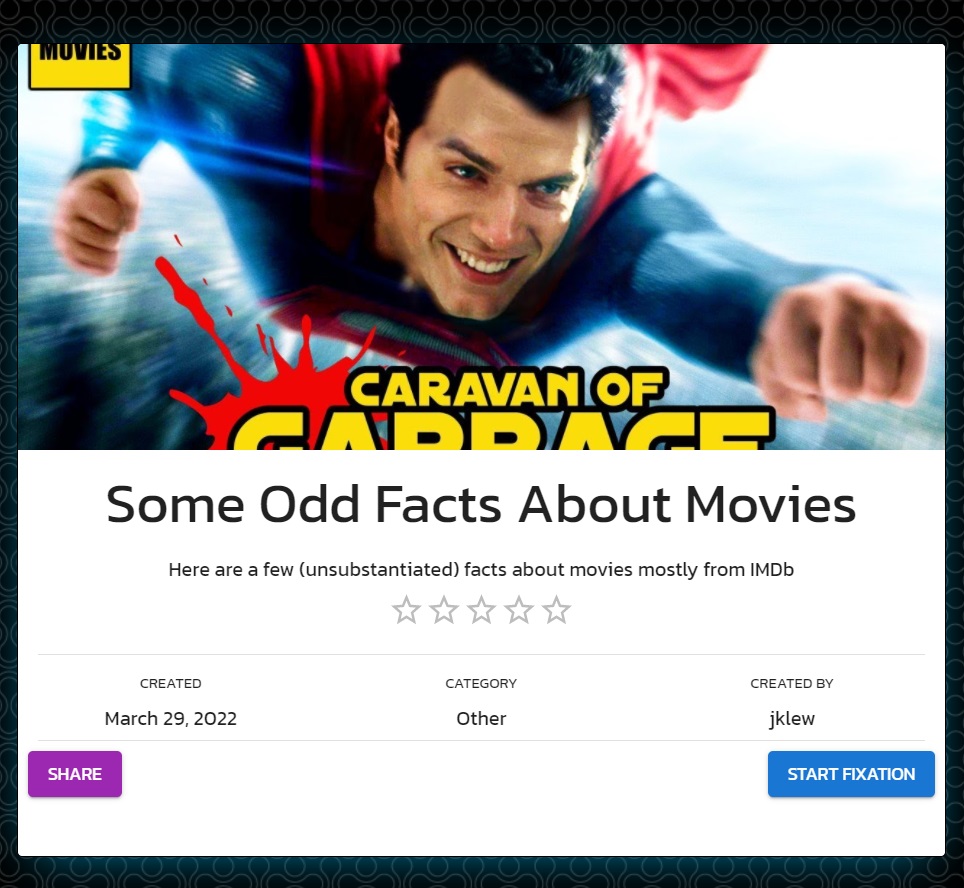 MOVIES
CARAVAN OF
GARBAGE
Some Odd Facts About Movies
Here are a few (unsubstantiated) facts about movies mostly from IMDb
CREATED
CATEGORY
CREATED BY
March 29, 2022
Other
jklew
SHARE
START FIXATION